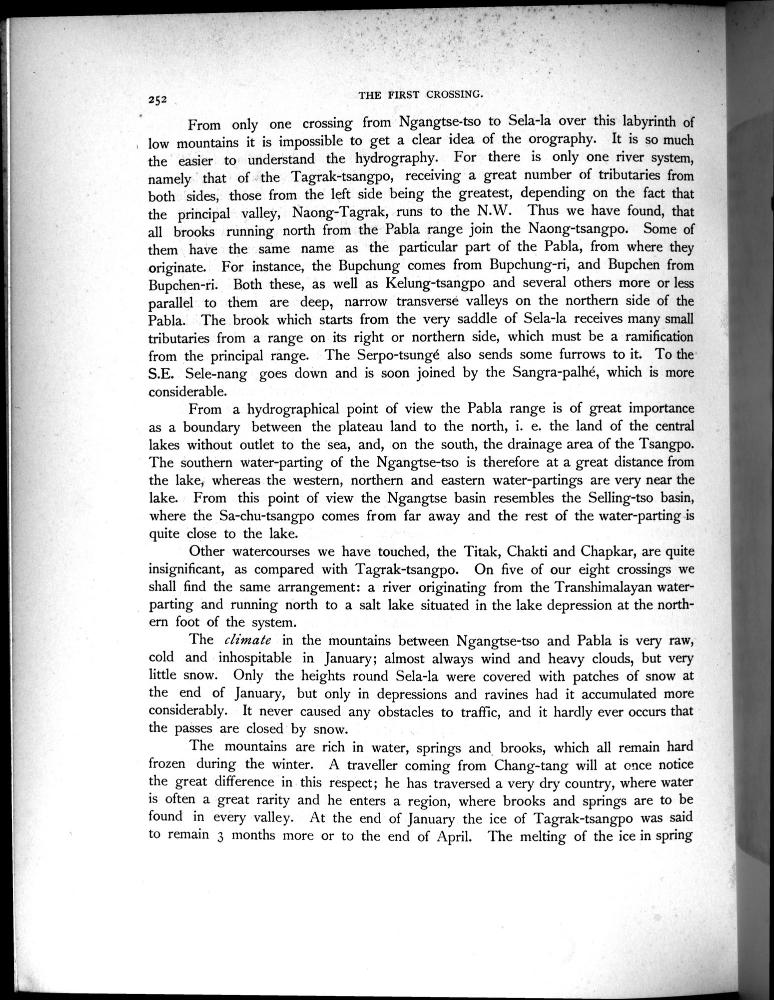 252
THE FIRST CROSSING.
From only one crossing from Ngangtse-tso to Sela-la over this labyrinth of
low mountains it is impossible to get a clear idea of the orography. It is so much
the easier to understand the hydrography. For there is only one river system,
namely that of the Tagrak-tsangpo, receiving a great number of tributaries from
both sides, those from the left side being the greatest, depending on the fact that
the principal valley, Naong-Tagrak, runs to the N.W. Thus we have found, that
all brooks running north from the Pabla range join the Naong-tsangpo. Some of
them have the same name as the particular part of the Pabla, from where they
originate. For instance, the Bupchung comes from Bupchung-ri, and Bupchen from
Bupchen-ri. Both these, as well as Kelung-tsangpo and several others more or less
parallel to them are deep, narrow transverse valleys on the northern side of the
Pabla. The brook which starts from the very saddle of Sela-la receives many small
tributaries from a range on its right or northern side, which must be a ramification
from the principal range. The Serpo-tsungé also sends some furrows to it. To the
S.E. Sele-nang goes down and is soon joined by the Sangra-palhé, which is more
considerable.
From a hydrographical point of view the Pabla range is of great importance
as a boundary between the plateau land to the north, i. e. the land of the central
lakes without outlet to the sea, and, on the south, the drainage area of the Tsangpo.
The southern water-parting of the Ngangtse-tso is therefore at a great distance from
the lake, whereas the western, northern and eastern water-partings are very near the
lake. From this point of view the Ngangtse basin resembles the Selling-tso basin,
where the Sa-chu-tsangpo comes from far away and the rest of the water-parting is
quite close to the lake.
Other watercourses we have touched, the Titak, Chakti and Chapkar, are quite
insignificant, as compared with Tagrak-tsangpo. On five of our eight crossings we
shall find the same arrangement: a river originating from the Transhimalayan water-
parting and running north to a salt lake situated in the lake depression at the north-
ern foot of the system.
The climate in the mountains between Ngangtse-tso and Pabla is very raw,
cold and inhospitable in January; almost always wind and heavy clouds, but very
little snow. Only the heights round Sela-la were covered with patches of snow at
the end of January, but only in depressions and ravines had it accumulated more
considerably. It never caused any obstacles to traffic, and it hardly ever occurs that
the passes are closed by snow.
The mountains are rich in water, springs and brooks, which all remain hard
frozen during the winter. A traveller coming from Chang-tang will at once notice
the great difference in this respect; he has traversed a very dry country, where water
is often a great rarity and he enters a region, where brooks and springs are to be
found in every valley. At the end of January the ice of Tagrak-tsangpo was said
to remain 3 months more or to the end of April. The melting of the ice in spring